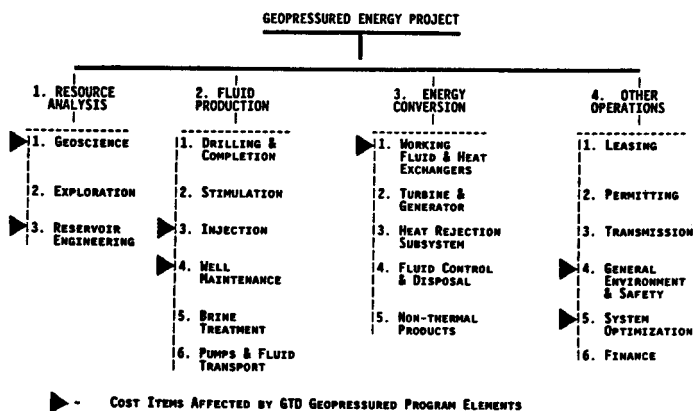 GEOPRESSURED ENERGY PROJECT
1. RESOURCE
ANALYSIS
1. GEOSCIENCE
2. EXPLORATION
3. RESERVOIR
ENGINEERING
2. FLUID
PRODUCTION
1. DRILLING &
COMPLETION
2. STIMULATION
3. INJECTION
4. WELL
MAINTENANCE
5. BRINE
TREATMENT
6. PUMPS & FLUID
TRANSPORT
3. ENERGY
CONVERSION
1. WORKING
FLUID & HEAT
EXCHANGERS
2. TURBINE &
GENERATOR
3. HEAT REJECTION
SUBSYSTEM
4. FLUID CONTROL
& DISPOSAL
5. NON-THERMAL
PRODUCTS
4. OTHER
OPERATIONS
1. LEASING
2. PERMITTING
3. TRANSMISSION
4. GENERAL
ENVIRONMENT
& SAFETY
5. SYSTEM
OPTIMIZATION
6. FINANCE
- COST ITEMS AFFECTED BY GTD GEOPRESSURED PROGRAM ELEMENTS